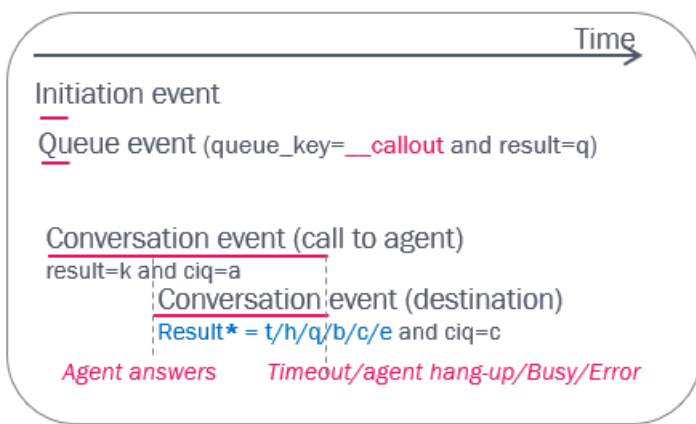 Time
Initiation event
Queue event (queue_key=__callout and result=q)
Conversation event (call to agent)
result=k and ciq=a
Conversation event (destination)
Result* = t/h/q/b/c/e and ciq=c
Agent answers
Timeout/agent hang-up/Busy/Error